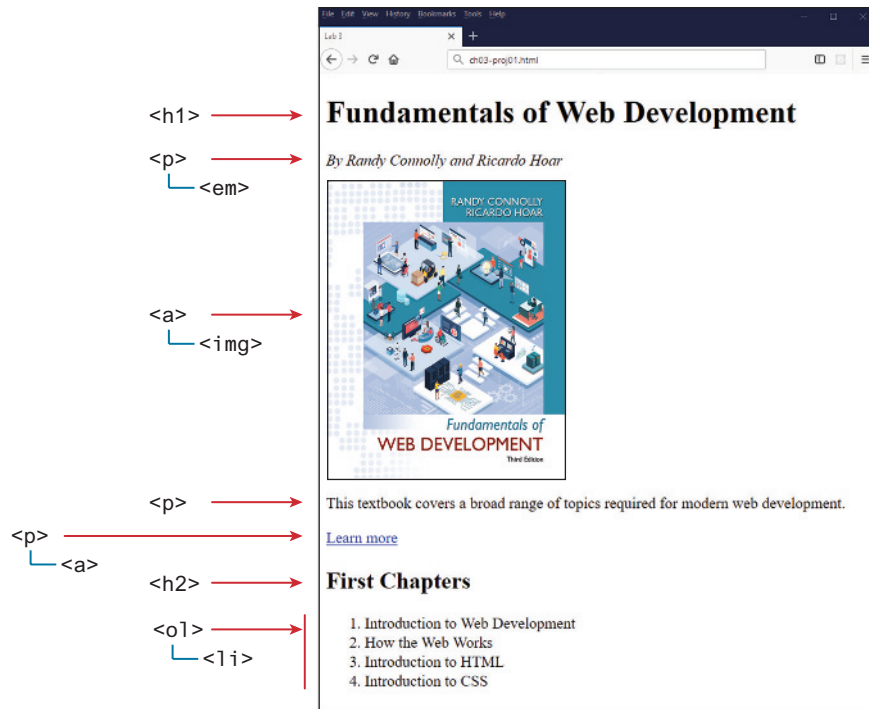 File Edit View History Bookmarks Tools Help
Lab 3
ch03-proj01.html
<h1>
Fundamentals of Web Development
<p>
<em>
By Randy Connolly and Ricardo Hoar
RANDY CONNOLLY
RICARDO HOAR
<a>
<img>
Fundamentals of
WEB DEVELOPMENT
Third Edition
<p>
This textbook covers a broad range of topics required for modern web development.
<p>
<a>
Learn more
<h2>
First Chapters
<ol>
<li>
1. Introduction to Web Development
2. How the Web Works
3. Introduction to HTML
4. Introduction to CSS